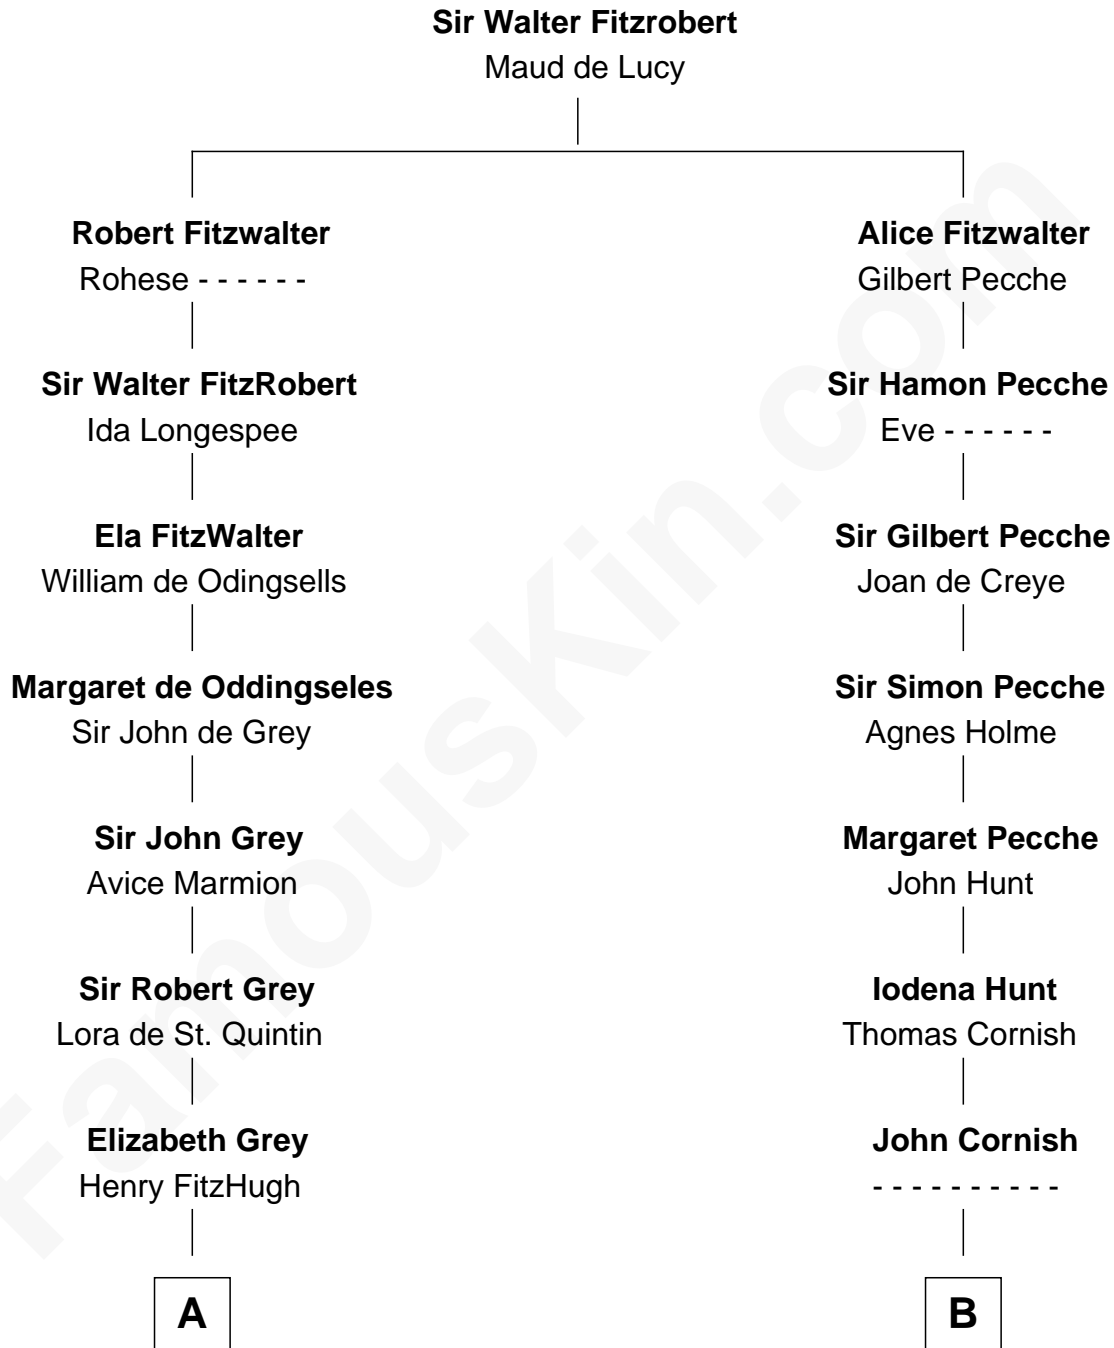 Sir Walter Fitzrobert
Maud de Lucy
Robert Fitzwalter
Rohese - - - - - -
Alice Fitzwalter
Gilbert Pecche
Sir Walter FitzRobert
Ida Longespee
Sir Hamon Pecche
Eve - - - - - -
Ela FitzWalter
William de Odingsells
Sir Gilbert Pecche
Joan de Creye
Margaret de Oddingseles
Sir John de Grey
Sir Simon Pecche
Agnes Holme
Sir John Grey
Avice Marmion
Margaret Pecche
John Hunt
Sir Robert Grey
Lora de St. Quintin
Iodena Hunt
Thomas Cornish
Elizabeth Grey
Henry FitzHugh
John Cornish
- - - - - - - - - -
A
B
FamousKin.com